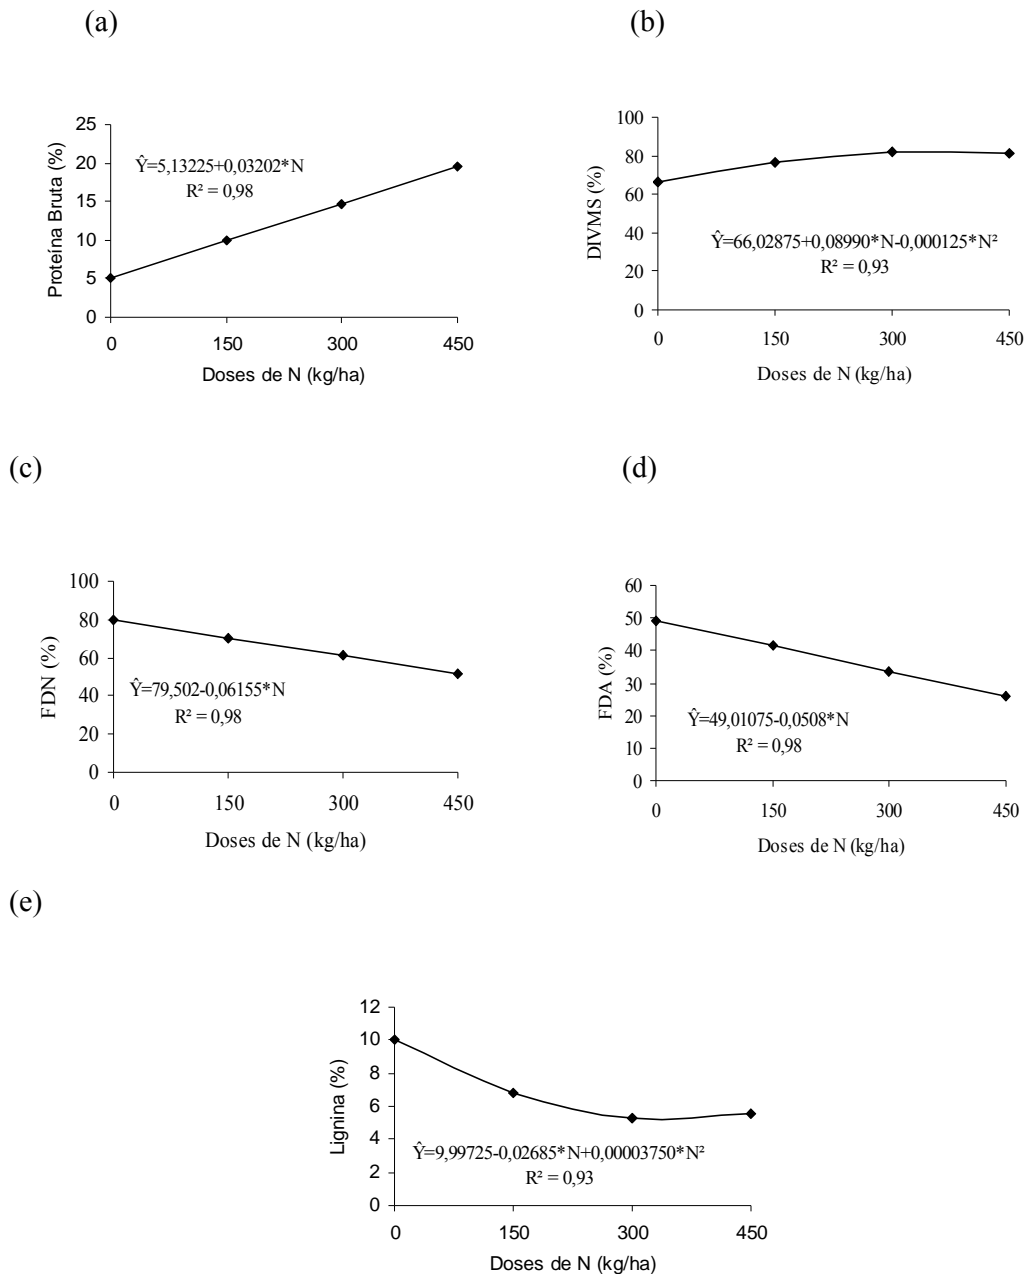 (a)
Proteína Bruta (%)
25
20
15
10
5
0
Ŷ=5,13225+0,03202*N
R² = 0,98
0 150 300 450
Doses de N (kg/ha)
(b)
DIVMS (%)
100
80
60
40
20
0
Ŷ=66,02875+0,08990*N-0,000125*N²
R² = 0,93
0 150 300 450
Doses de N (kg/ha)
(c)
FDN (%)
100
80
60
40
20
0
Ŷ=79,502-0,06155*N
R² = 0,98
0 150 300 450
Doses de N (kg/ha)
(d)
FDA (%)
60
50
40
30
20
10
0
Ŷ=49,01075-0,0508*N
R² = 0,98
0 150 300 450
Doses de N (kg/ha)
(e)
Lignina (%)
12
10
8
6
4
2
0
Ŷ=9,99725-0,02685*N+0,00003750*N²
R² = 0,93
0 150 300 450
Doses de N (kg/ha)